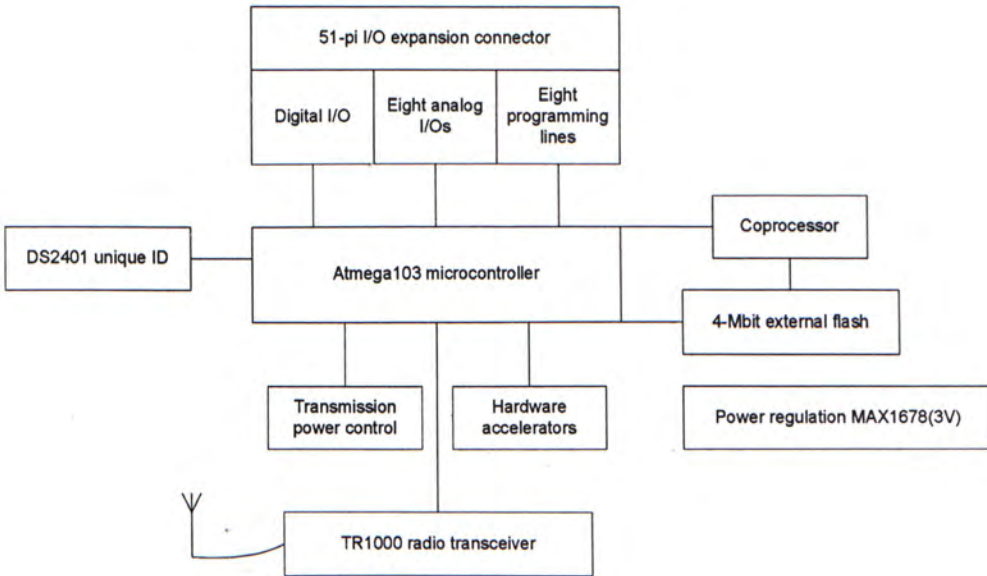 51-pi I/O expansion connector
Digital I/O
Eight analog
I/Os
Eight
programming
lines
Coprocessor
DS2401 unique ID
Atmega103 microcontroller
4-Mbit external flash
Transmission
power control
Hardware
accelerators
Power regulation MAX1678(3V)
TR1000 radio transceiver